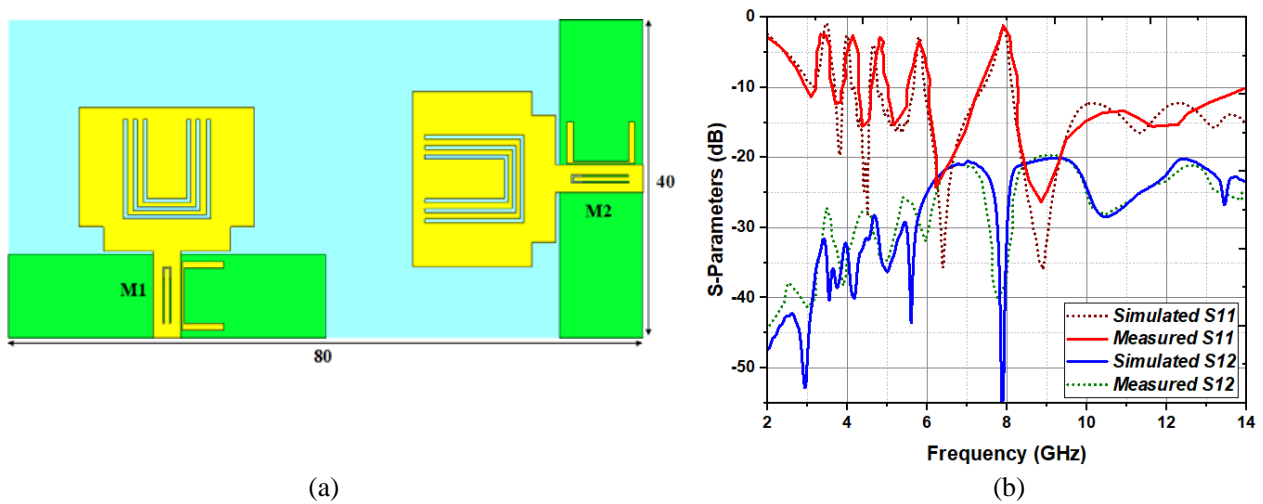 M1
M2
40
80
(a)
S-Parameters (dB)
0
-10
-20
-30
-40
-50
2 4 6 8 10 12 14
Frequency (GHz)
Simulated S11
Measured S11
Simulated S12
Measured S12
(b)